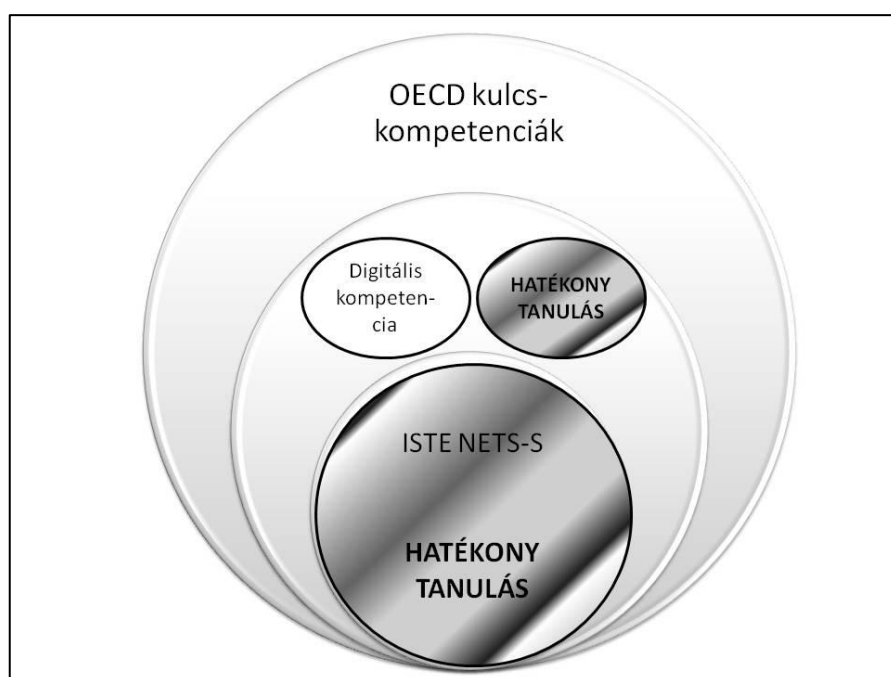 OECD kulcs-
kompetenciák
Digitális
kompeten-
cia
HATÉKONY
TANULÁS
ISTE NETS-S
HATÉKONY
TANULÁS